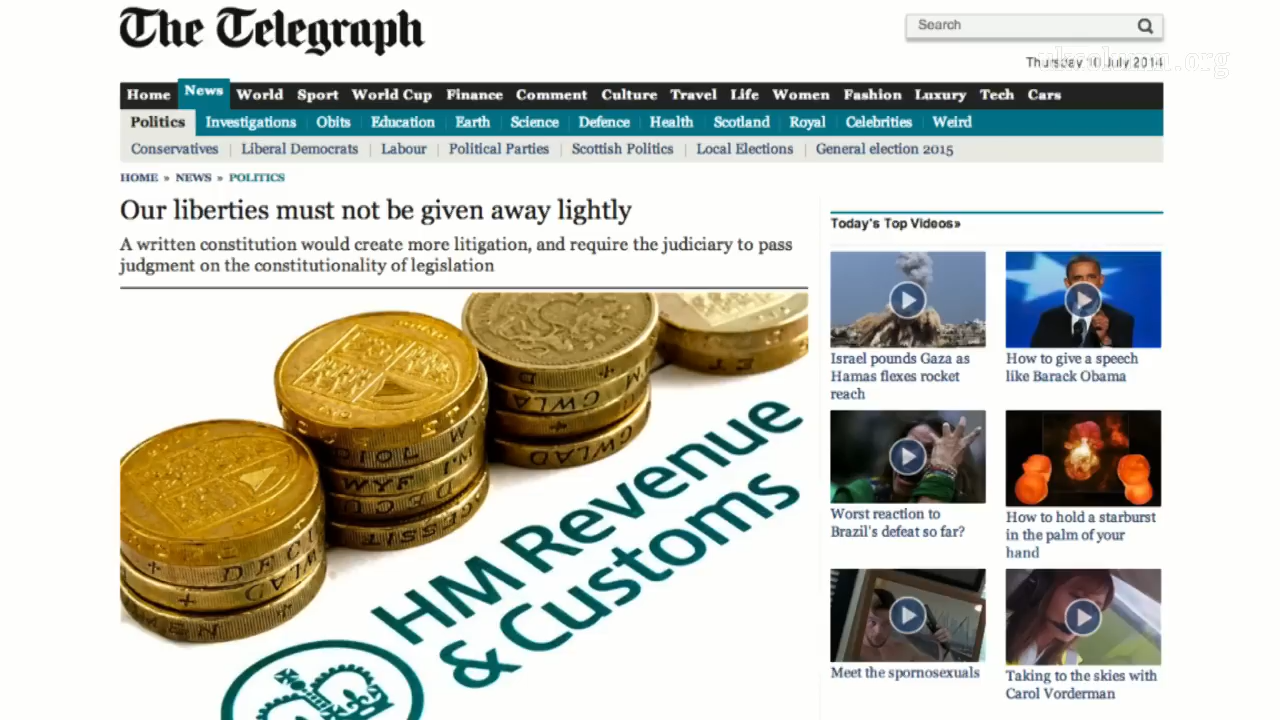 The Telegraph
Search
Thursday 10 July 2014
ukcolumn.org
Home News World Sport World Cup Finance Comment Culture Travel Life Women Fashion Luxury Tech Cars
Politics Investigations Obits Education Earth Science Defence Health Scotland Royal Celebrities Weird
Conservatives | Liberal Democrats | Labour | Political Parties | Scottish Politics | Local Elections | General election 2015
HOME » NEWS » POLITICS
Our liberties must not be given away lightly
A written constitution would create more litigation, and require the judiciary to pass
judgment on the constitutionality of legislation
HM Revenue
& Customs
Today's Top Videos»
Israel pounds Gaza as
Hamas flexes rocket
reach
How to give a speech
like Barack Obama
Worst reaction to
Brazil's defeat so far?
How to hold a starburst
in the palm of your
hand
Meet the spornosexuals
Taking to the skies with
Carol Vorderman